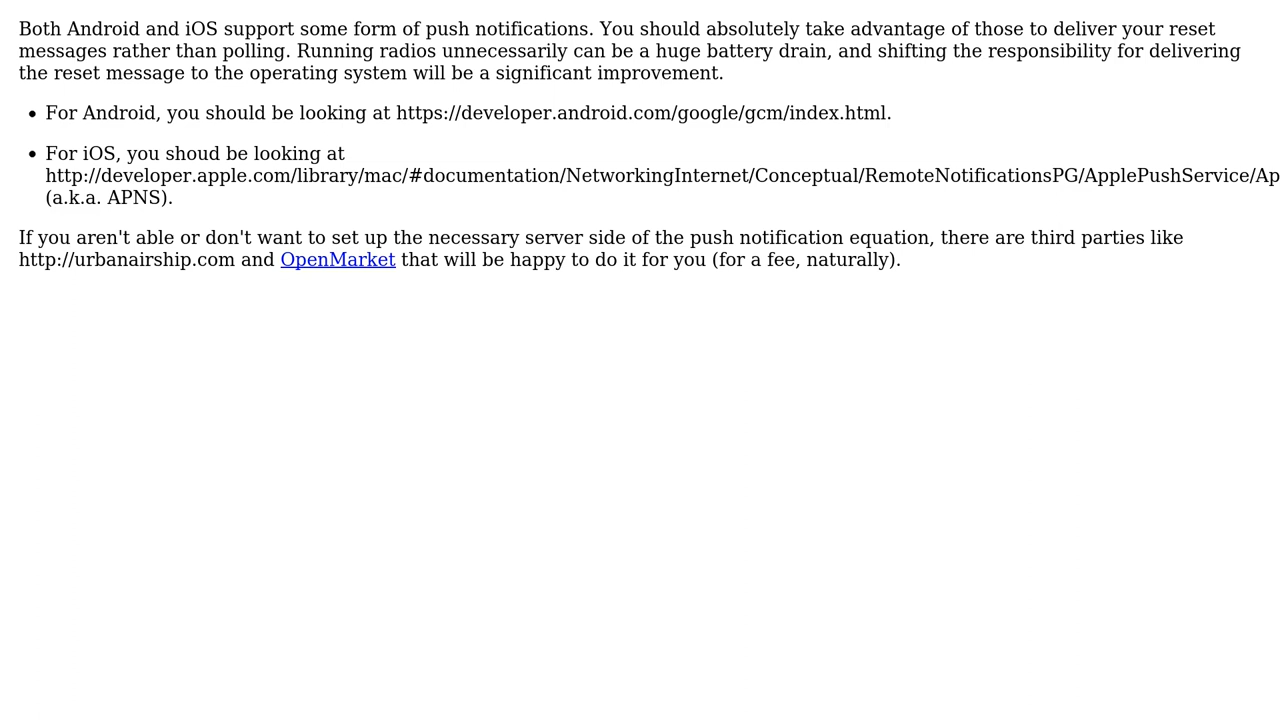 Both Android and iOS support some form of push notifications. You should absolutely take advantage of those to deliver your reset
messages rather than polling. Running radios unnecessarily can be a huge battery drain, and shifting the responsibility for delivering
the reset message to the operating system will be a significant improvement.
• For Android, you should be looking at https://developer.android.com/google/gcm/index.html.
• For iOS, you shoud be looking at
http://developer.apple.com/library/mac/#documentation/NetworkingInternet/Conceptual/RemoteNotificationsPG/ApplePushService/Ap
(a.k.a. APNS).
If you aren't able or don't want to set up the necessary server side of the push notification equation, there are third parties like
http://urbanairship.com and OpenMarket that will be happy to do it for you (for a fee, naturally).